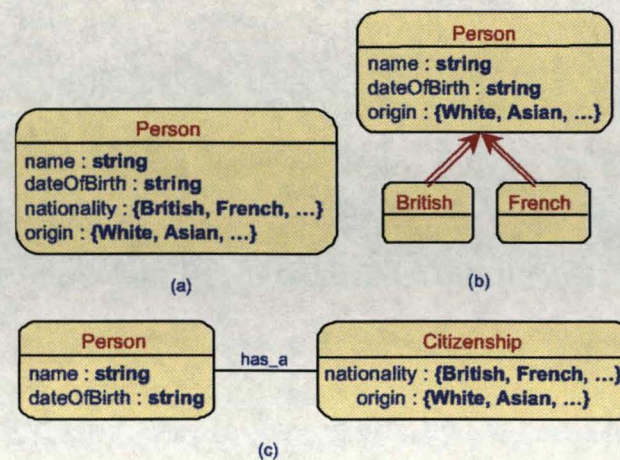 Person
name : string
dateOfBirth : string
nationality : {British, French, ...}
origin : {White, Asian, ...}
(a)
Person
name : string
dateOfBirth : string
origin : {White, Asian, ...}
British
French
(b)
Person
name : string
dateOfBirth : string
has_a
Citizenship
nationality : {British, French, ...}
origin : {White, Asian, ...}
(c)